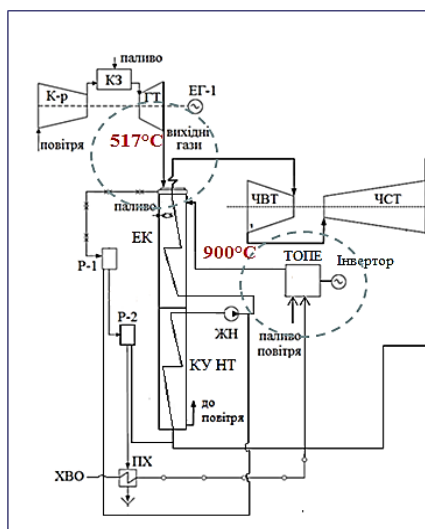 паливо
К-р
КЗ
ГТ
ЕГ-1
повітря
517°С
вихідні
гази
ЧВТ
ЧСТ
паливо
ЕК
900°С
ТОПЕ
Інвертор
Р-1
ЖН
паливо
повітря
Р-2
КУ НТ
до
повітря
ПХ
ХВО